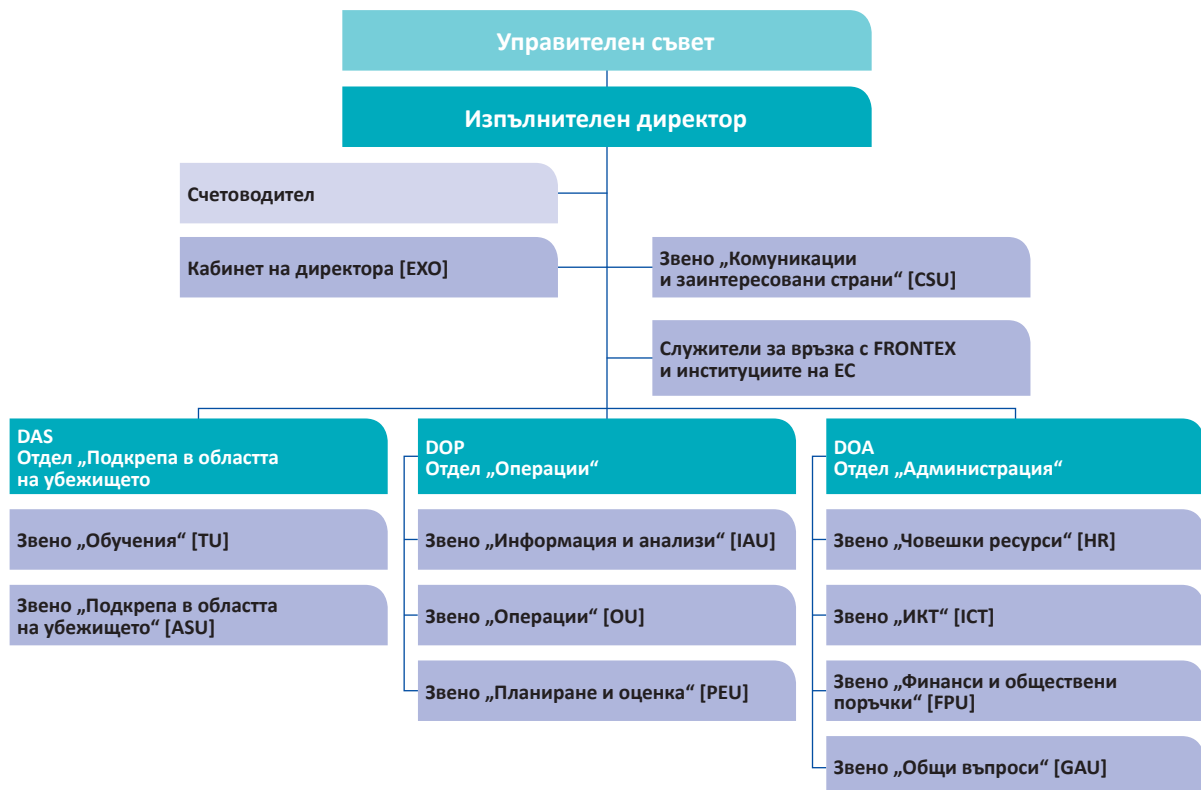 Управителен съвет
Изпълнителен директор
Счетоводител
Кабинет на директора [EXO]
Звено „Комуникации
и заинтересовани страни“ [CSU]
Служители за връзка с FRONTEX
и институциите на ЕС
DAS
Отдел „Подкрепа в областта
на убежището
Звено „Обучения“ [TU]
Звено „Подкрепа в областта
на убежището“ [ASU]
DOP
Отдел „Операции“
Звено „Информация и анализи“ [IAU]
Звено „Операции“ [OU]
Звено „Планиране и оценка“ [PEU]
DOA
Отдел „Администрация“
Звено „Човешки ресурси“ [HR]
Звено „ИКТ“ [ICT]
Звено „Финанси и обществени
поръчки“ [FPU]
Звено „Общи въпроси“ [GAU]